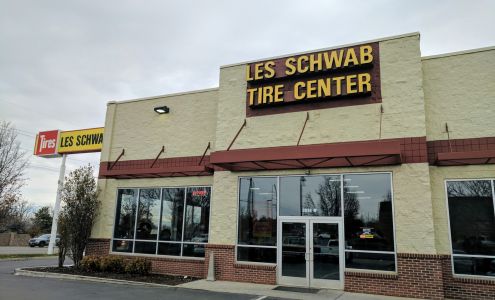 LES SCHWAB
TIRE CENTER
Tires LES SCHWAB